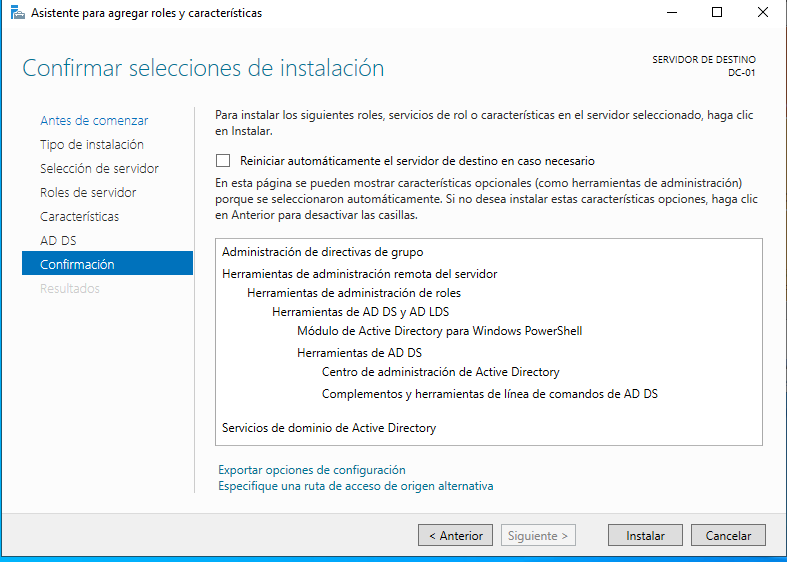 Asistente para agregar roles y características
Confirmar selecciones de instalación
SERVIDOR DE DESTINO
DC-01
Antes de comenzar
Tipo de instalación
Selección de servidor
Roles de servidor
Características
AD DS
Confirmación
Resultados
Para instalar los siguientes roles, servicios de rol o características en el servidor seleccionado, haga clic
en Instalar.
Reiniciar automáticamente el servidor de destino en caso necesario
En esta página se pueden mostrar características opcionales (como herramientas de administración)
porque se seleccionaron automáticamente. Si no desea instalar estas características opciones, haga clic
en Anterior para desactivar las casillas.
Administración de directivas de grupo
Herramientas de administración remota del servidor
Herramientas de administración de roles
Herramientas de AD DS y AD LDS
Módulo de Active Directory para Windows PowerShell
Herramientas de AD DS
Centro de administración de Active Directory
Complementos y herramientas de línea de comandos de AD DS
Servicios de dominio de Active Directory
Exportar opciones de configuración
Especifique una ruta de acceso de origen alternativa
< Anterior
Siguiente >
Instalar
Cancelar